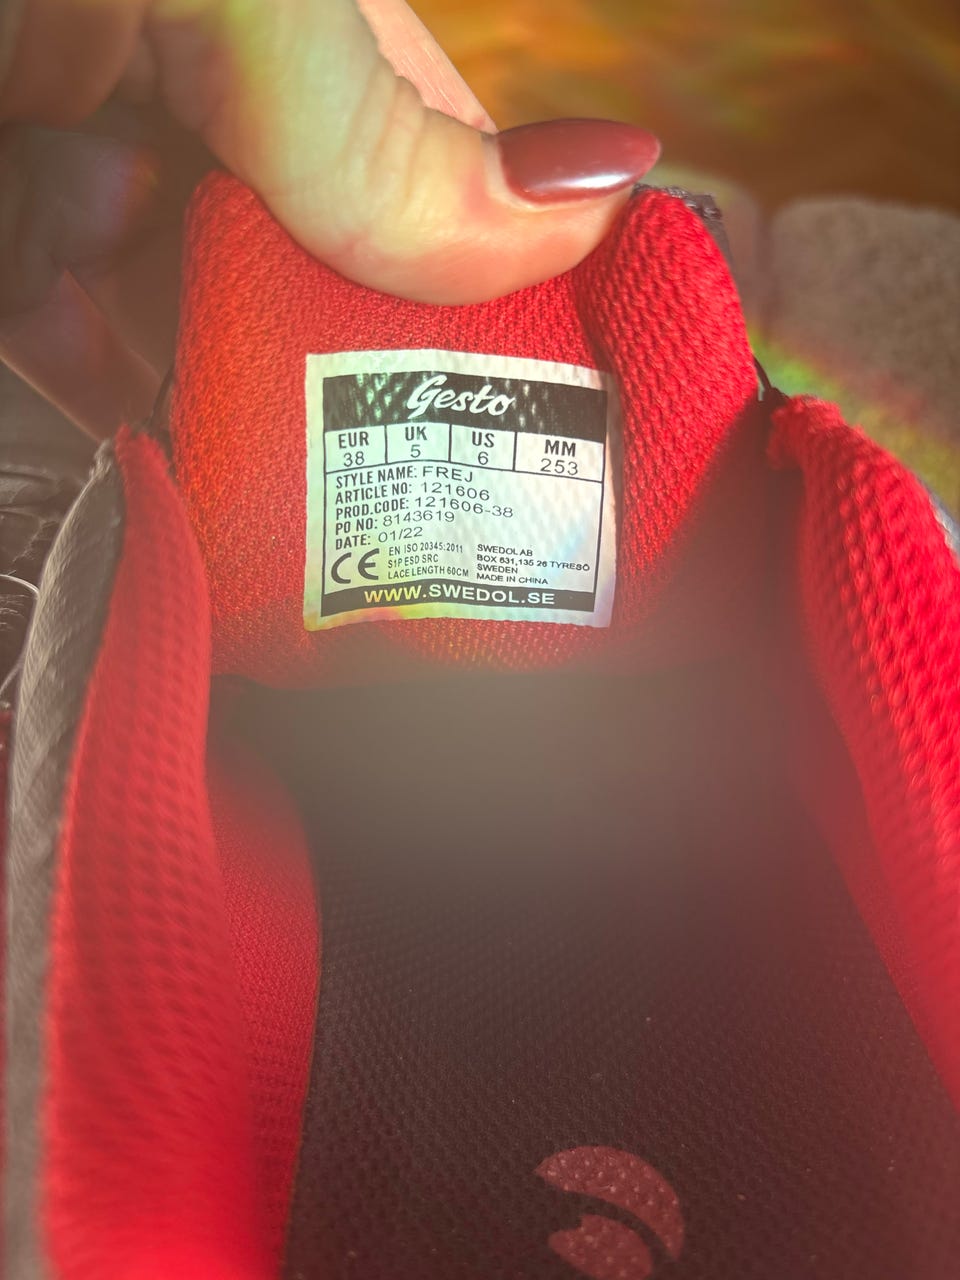 Gesto
EUR UK US MM
38 5 6 253
STYLE NAME: FREJ
ARTICLE NO: 121606
PROD.CODE: 121606-38
PO NO: 8143619
DATE: 01/22
CE
EN ISO 20345:2011
S1P ESD SRC
LACE LENGTH 60CM
SWEDOL AB
BOX 631,135 26 TYRESÖ
SWEDEN
MADE IN CHINA
WWW.SWEDOL.SE